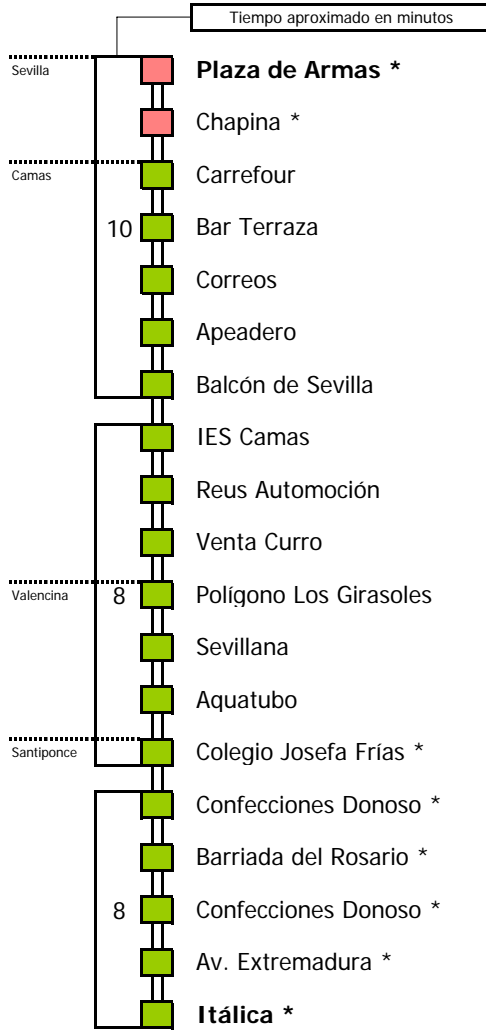 Tiempo aproximado en minutos
Sevilla
Plaza de Armas *
Chapina *
Camas
Carrefour
10
Bar Terraza
Correos
Apeadero
Balcón de Sevilla
IES Camas
Reus Automoción
Venta Curro
Valencina
8
Polígono Los Girasoles
Sevillana
Aquatubo
Santiponce
Colegio Josefa Frías *
Confecciones Donoso *
Barriada del Rosario *
8
Confecciones Donoso *
Av. Extremadura *
Itálica *